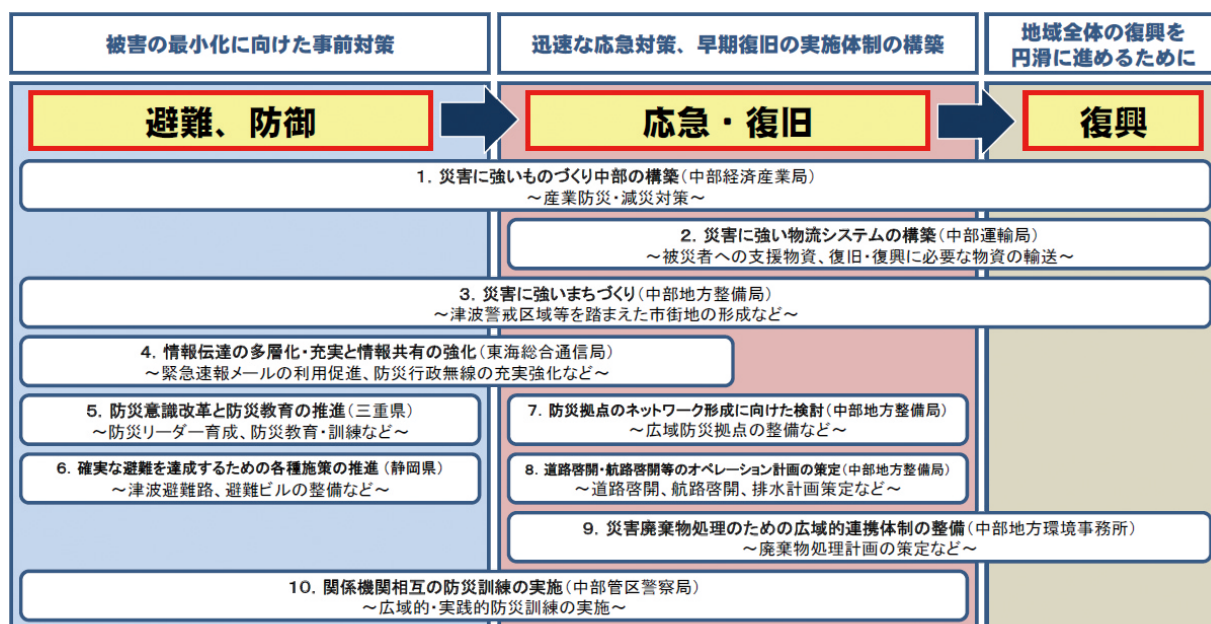 被害の最小化に向けた事前対策
迅速な応急対策、早期復旧の実施体制の構築
地域全体の復興を
円滑に進めるために
避難、防御
応急・復旧
復興
1. 災害に強いものづくり中部の構築(中部経済産業局)
～産業防災・減災対策～
2. 災害に強い物流システムの構築(中部運輸局)
～被災者への支援物資、復旧・復興に必要な物資の輸送～
3. 災害に強いまちづくり(中部地方整備局)
～津波警戒区域等を踏まえた市街地の形成など～
4. 情報伝達の多層化・充実と情報共有の強化(東海総合通信局)
～緊急速報メールの利用促進、防災行政無線の充実強化など～
5. 防災意識改革と防災教育の推進(三重県)
～防災リーダー育成、防災教育・訓練など～
7. 防災拠点のネットワーク形成に向けた検討(中部地方整備局)
～広域防災拠点の整備など～
6. 確実な避難を達成するための各種施策の推進(静岡県)
～津波避難路、避難ビルの整備など～
8. 道路啓開・航路啓開等のオペレーション計画の策定(中部地方整備局)
～道路啓開、航路啓開、排水計画策定など～
9. 災害廃棄物処理のための広域的連携体制の整備(中部地方環境事務所)
～廃棄物処理計画の策定など～
10. 関係機関相互の防災訓練の実施(中部管区警察局)
～広域的・実践的防災訓練の実施～